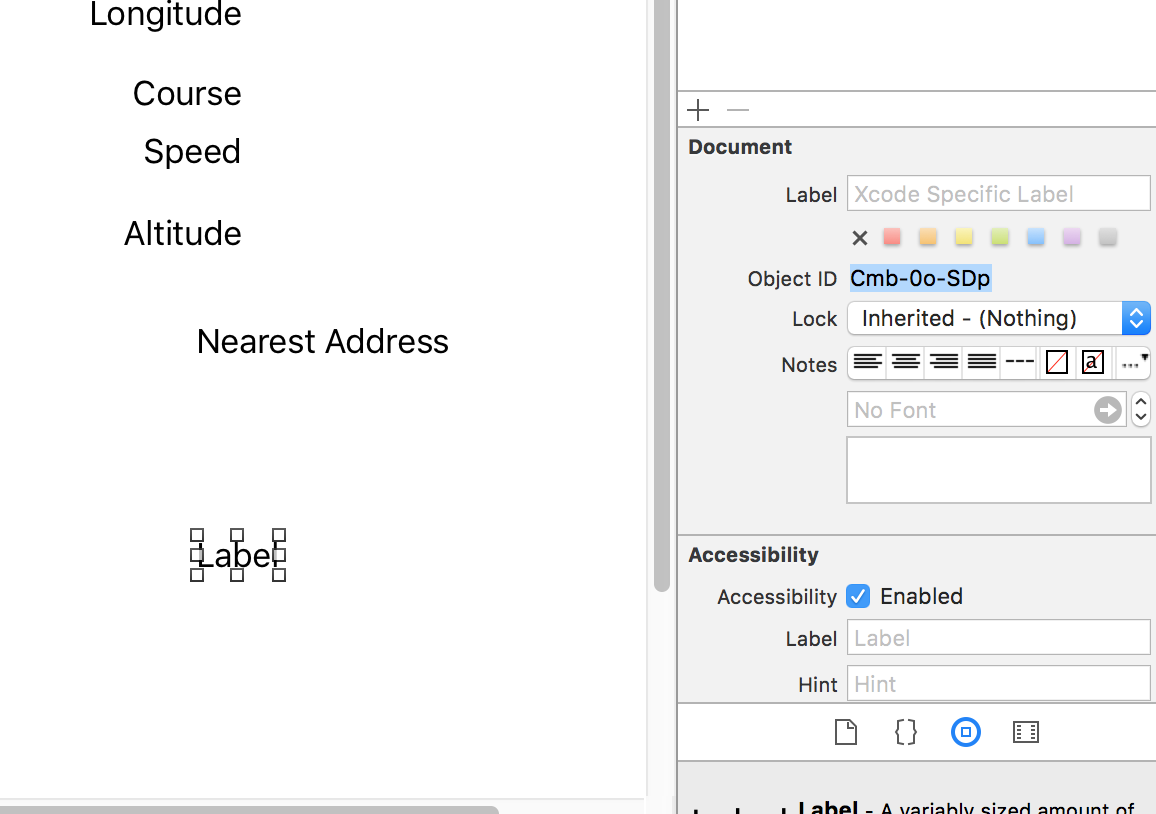 Longitude
Course
Speed
Altitude
Nearest Address
Label
Document
Label Xcode Specific Label
Object ID Cmb-0o-SDp
Lock Inherited - (Nothing)
Notes --- a ...
No Font
Accessibility
Accessibility Enabled
Label Label
Hint Hint
{}
Label - A variably sized amount of